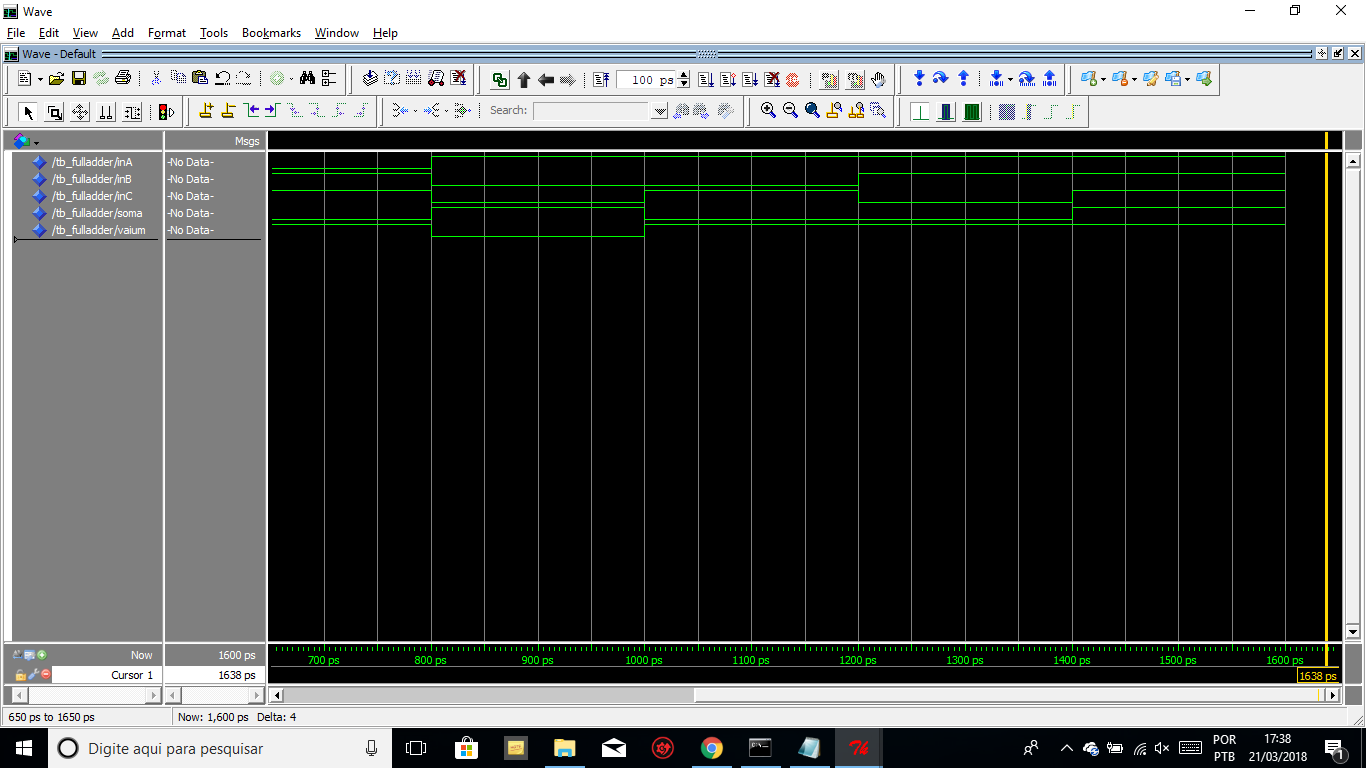 Wave
File Edit View Add Format Tools Bookmarks Window Help
Wave - Default
100 ps
Search:
Msgs
/tb_fulladder/inA -No Data-
/tb_fulladder/inB -No Data-
/tb_fulladder/inC -No Data-
/tb_fulladder/soma -No Data-
/tb_fulladder/vaium -No Data-
Now 1600 ps
700 ps 800 ps 900 ps 1000 ps 1100 ps 1200 ps 1300 ps 1400 ps 1500 ps 1600 ps
Cursor 1 1638 ps
1638 ps
650 ps to 1650 ps Now: 1,600 ps Delta: 4
Digite aqui para pesquisar
POR 17:38
PTB 21/03/2018
1